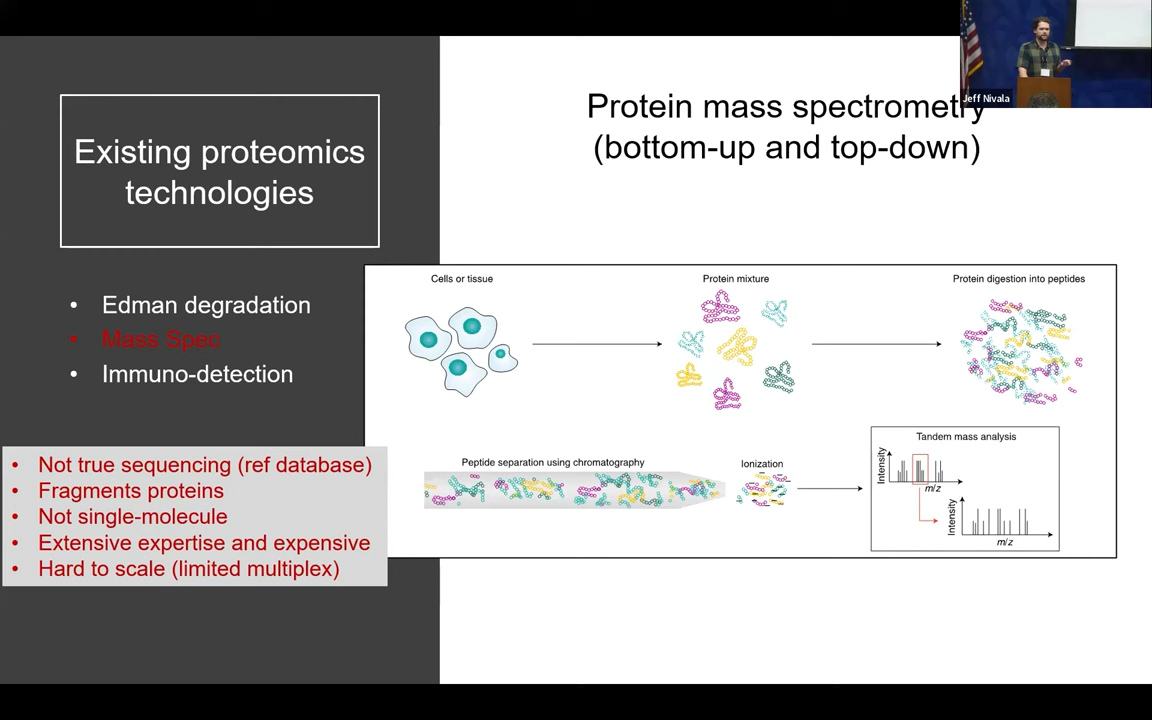 Jeff Nivala
Existing proteomics
technologies
• Edman degradation
• Mass Spec
• Immuno-detection
• Not true sequencing (ref database)
• Fragments proteins
• Not single-molecule
• Extensive expertise and expensive
• Hard to scale (limited multiplex)
Protein mass spectrometry
(bottom-up and top-down)
Cells or tissue
Protein mixture
Protein digestion into peptides
Peptide separation using chromatography
Ionization
Tandem mass analysis
Intensity
m/z
Intensity
m/z